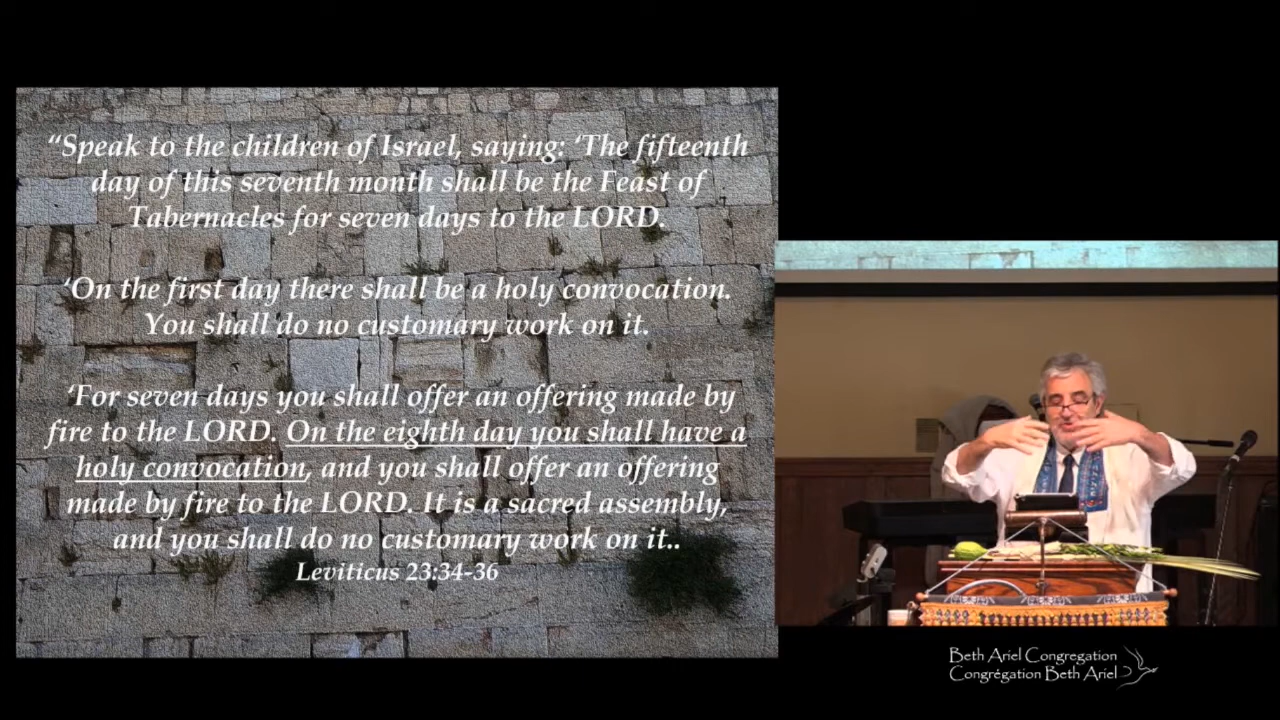 “Speak to the children of Israel, saying: ‘The fifteenth
day of this seventh month shall be the Feast of
Tabernacles for seven days to the LORD.
‘On the first day there shall be a holy convocation.
You shall do no customary work on it.
‘For seven days you shall offer an offering made by
fire to the LORD. On the eighth day you shall have a
holy convocation, and you shall offer an offering
made by fire to the LORD. It is a sacred assembly,
and you shall do no customary work on it..
Leviticus 23:34-36
Beth Ariel Congregation
Congrégation Beth Ariel